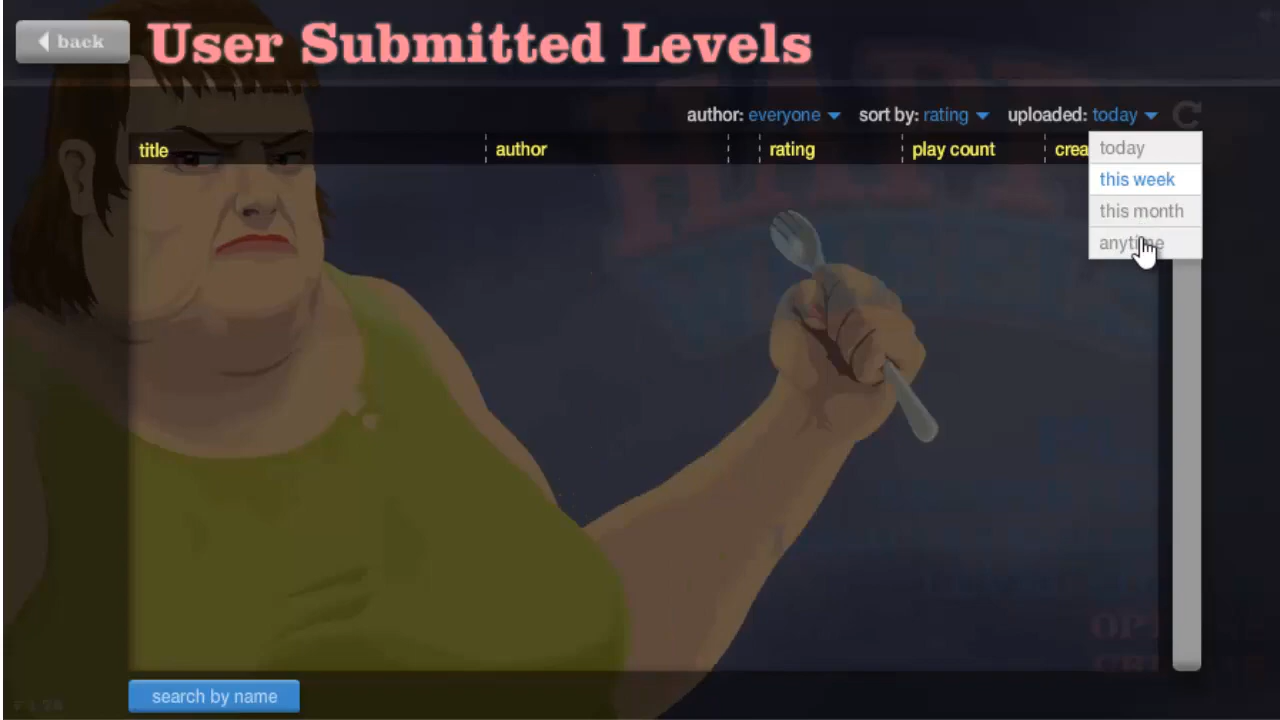 back
User Submitted Levels
author: everyone sort by: rating uploaded: today
title author rating play count crea
today
this week
this month
anytime
search by name